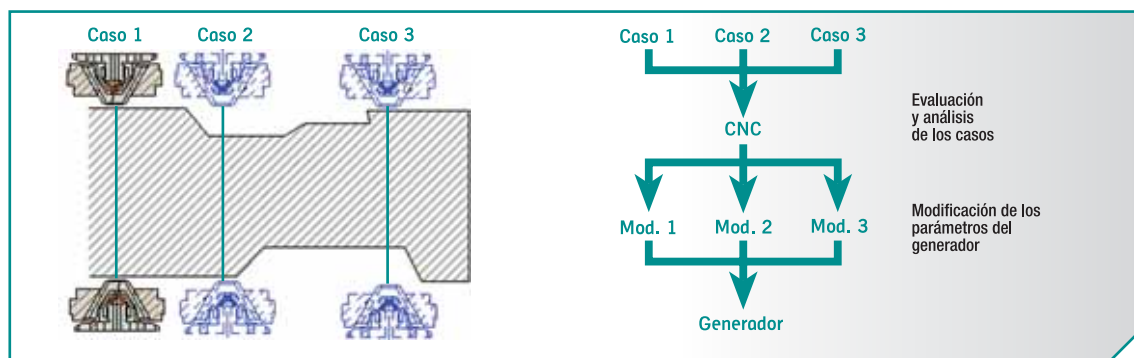 Caso 1 Caso 2 Caso 3
Caso 1 Caso 2 Caso 3
Evaluación
y análisis
de los casos
CNC
Mod. 1 Mod. 2 Mod. 3
Modificación de los
parámetros del
generador
Generador